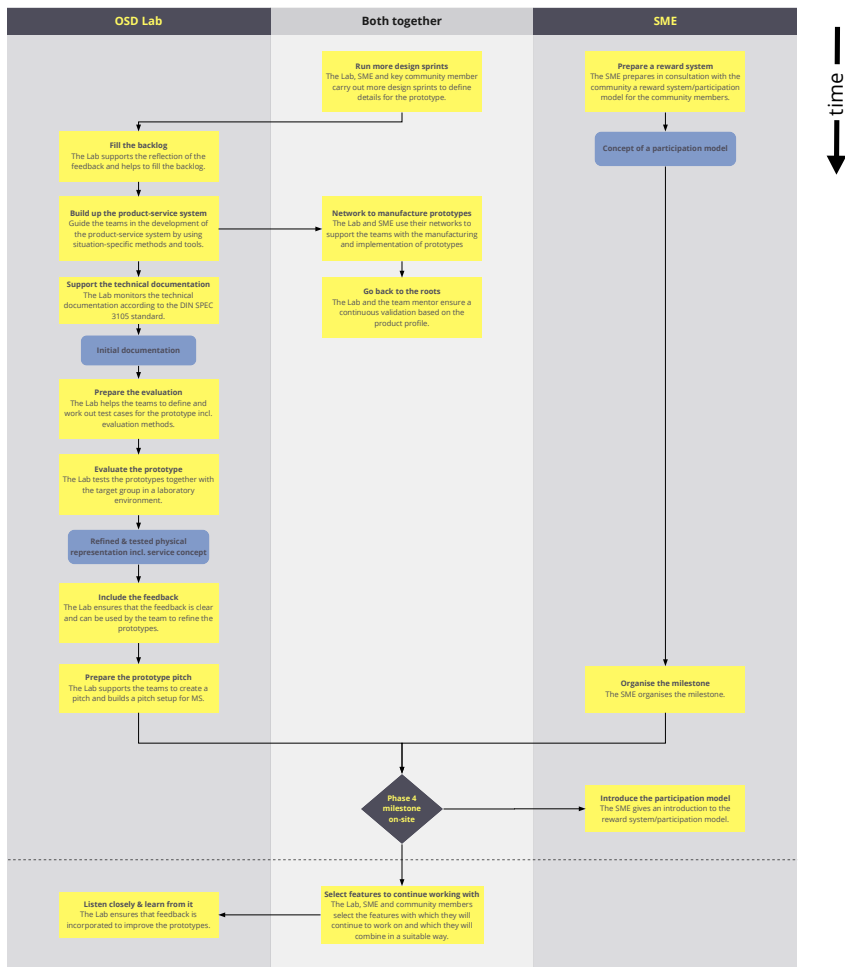 OSD Lab
Both together
SME
time
Run more design sprints
The Lab, SME and key community member
carry out more design sprints to define
details for the prototype.
Prepare a reward system
The SME prepares in consultation with the
community a reward system/participation
model for the community members.
Fill the backlog
The Lab supports the reflection of the
feedback and helps to fill the backlog.
Concept of a participation model
Build up the product-service system
Guide the teams in the development of
the product-service system by using
situation-specific methods and tools.
Network to manufacture prototypes
The Lab and SME use their networks to
support the teams with the manufacturing
and implementation of prototypes
Support the technical documentation
The Lab monitors the technical
documentation according to the DIN SPEC
3105 standard.
Go back to the roots
The Lab and the team mentor ensure a
continuous validation based on the
product profile.
Initial documentation
Prepare the evaluation
The Lab helps the teams to define and
work out test cases for the prototype incl.
evaluation methods.
Evaluate the prototype
The Lab tests the prototypes together with
the target group in a laboratory
environment.
Refined & tested physical
representation incl. service concept
Include the feedback
The Lab ensures that the feedback is clear
and can be used by the team to refine the
prototypes.
Prepare the prototype pitch
The Lab supports the teams to create a
pitch and builds a pitch setup for MS.
Organise the milestone
The SME organises the milestone.
Phase 4
milestone
on-site
Introduce the participation model
The SME gives an introduction to the
reward system/participation model.
Select features to continue working with
The Lab, SME and community members
select the features with which they will
continue to work on and which they will
combine in a suitable way.
Listen closely & learn from it
The Lab ensures that feedback is
incorporated to improve the prototypes.